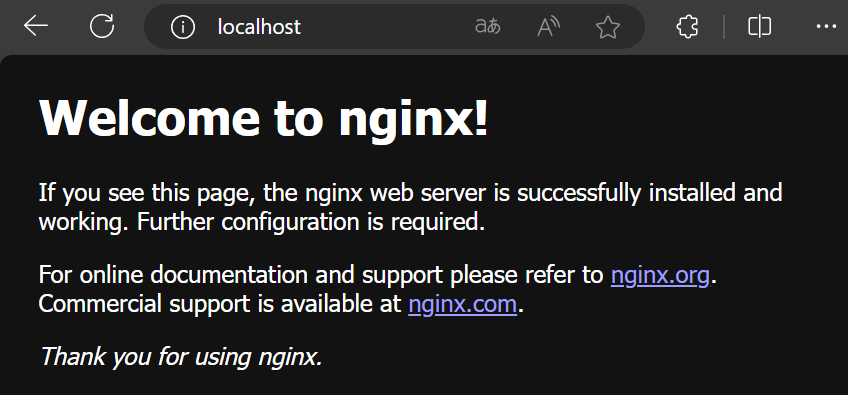 localhost
aあ
A
Welcome to nginx!
If you see this page, the nginx web server is successfully installed and
working. Further configuration is required.
For online documentation and support please refer to nginx.org.
Commercial support is available at nginx.com.
Thank you for using nginx.